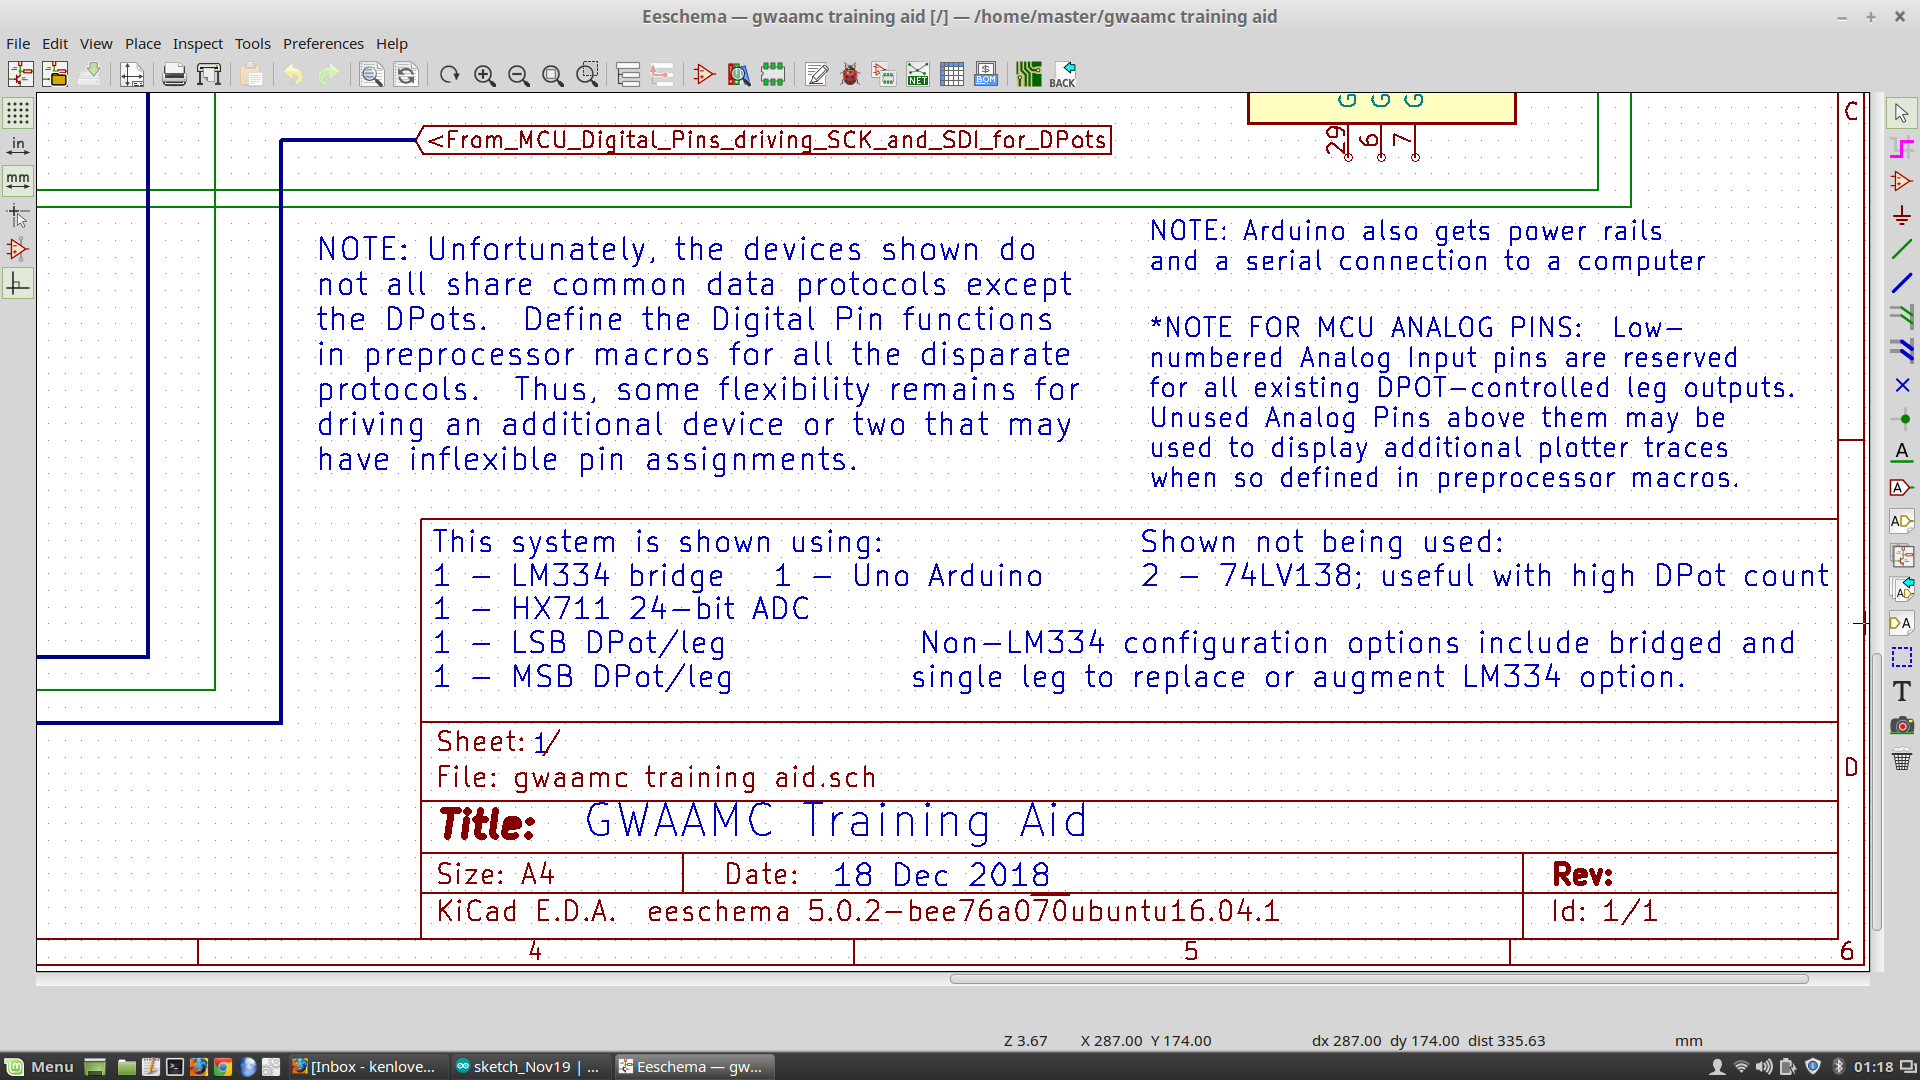 Eeschema — gwaamc training aid [/] — /home/master/gwaamc training aid
File Edit View Place Inspect Tools Preferences Help
NET
BOM
BACK
in
mm
<From_MCU_Digital_Pins_driving_SCK_and_SDI_for_DPots
G G G
29 6 7
C
NOTE: Unfortunately, the devices shown do
not all share common data protocols except
the DPots. Define the Digital Pin functions
in preprocessor macros for all the disparate
protocols. Thus, some flexibility remains for
driving an additional device or two that may
have inflexible pin assignments.
NOTE: Arduino also gets power rails
and a serial connection to a computer
*NOTE FOR MCU ANALOG PINS: Low-
numbered Analog Input pins are reserved
for all existing DPOT-controlled leg outputs.
Unused Analog Pins above them may be
used to display additional plotter traces
when so defined in preprocessor macros.
This system is shown using: Shown not being used:
1 - LM334 bridge 1 - Uno Arduino 2 - 74LV138; useful with high DPot count
1 - HX711 24-bit ADC
1 - LSB DPot/leg Non-LM334 configuration options include bridged and
1 - MSB DPot/leg single leg to replace or augment LM334 option.
Sheet: 1/
File: gwaamc training aid.sch
D
Title: GWAAMC Training Aid
Size: A4 Date: 18 Dec 2018 Rev:
KiCad E.D.A. eeschema 5.0.2-bee76a070ubuntu16.04.1 Id: 1/1
4 5 6
A
A
AD
AD
DA
T
Z 3.67 X 287.00 Y 174.00 dx 287.00 dy 174.00 dist 335.63 mm
Menu [Inbox - kenlove... sketch_Nov19 | ... Eeschema — gw... 01:18